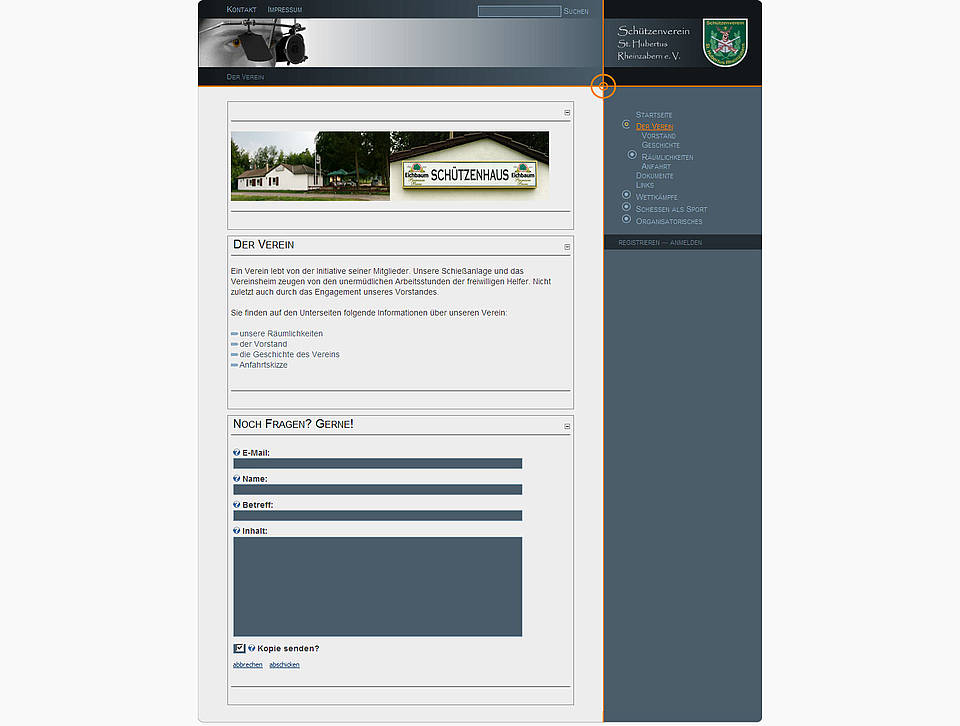 Kontakt Impressum
Suchen
Schützenverein
St. Hubertus
Rheinzabern e. V.
Schützenverein
Der Verein
Startseite
Der Verein
Vorstand
Geschichte
Räumlichkeiten
Anfahrt
Dokumente
Links
Wettkämpfe
Schiessen als Sport
Organisatorisches
registrieren — anmelden
Eichbaum SCHÜTZENHAUS Eichbaum
Der Verein
Ein Verein lebt von der Initiative seiner Mitglieder. Unsere Schießanlage und das
Vereinsheim zeugen von den unermüdlichen Arbeitsstunden der freiwilligen Helfer. Nicht
zuletzt auch durch das Engagement unseres Vorstandes.
Sie finden auf den Unterseiten folgende Informationen über unseren Verein:
unsere Räumlichkeiten
der Vorstand
die Geschichte des Vereins
Anfahrtskizze
Noch Fragen? Gerne!
E-Mail:
Name:
Betreff:
Inhalt:
Kopie senden?
abbrechen abschicken